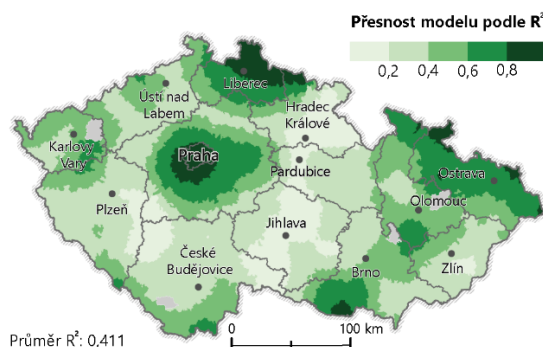 Přesnost modelu podle R²
0,2 0,4 0,6 0,8
Liberec
Ústí nad
Labem
Hradec
Králové
Karlovy
Vary
Praha
Pardubice
Ostrava
Plzeň
Olomouc
Jihlava
České
Budějovice
Brno
Zlín
0 100 km
Průměr R²: 0,411